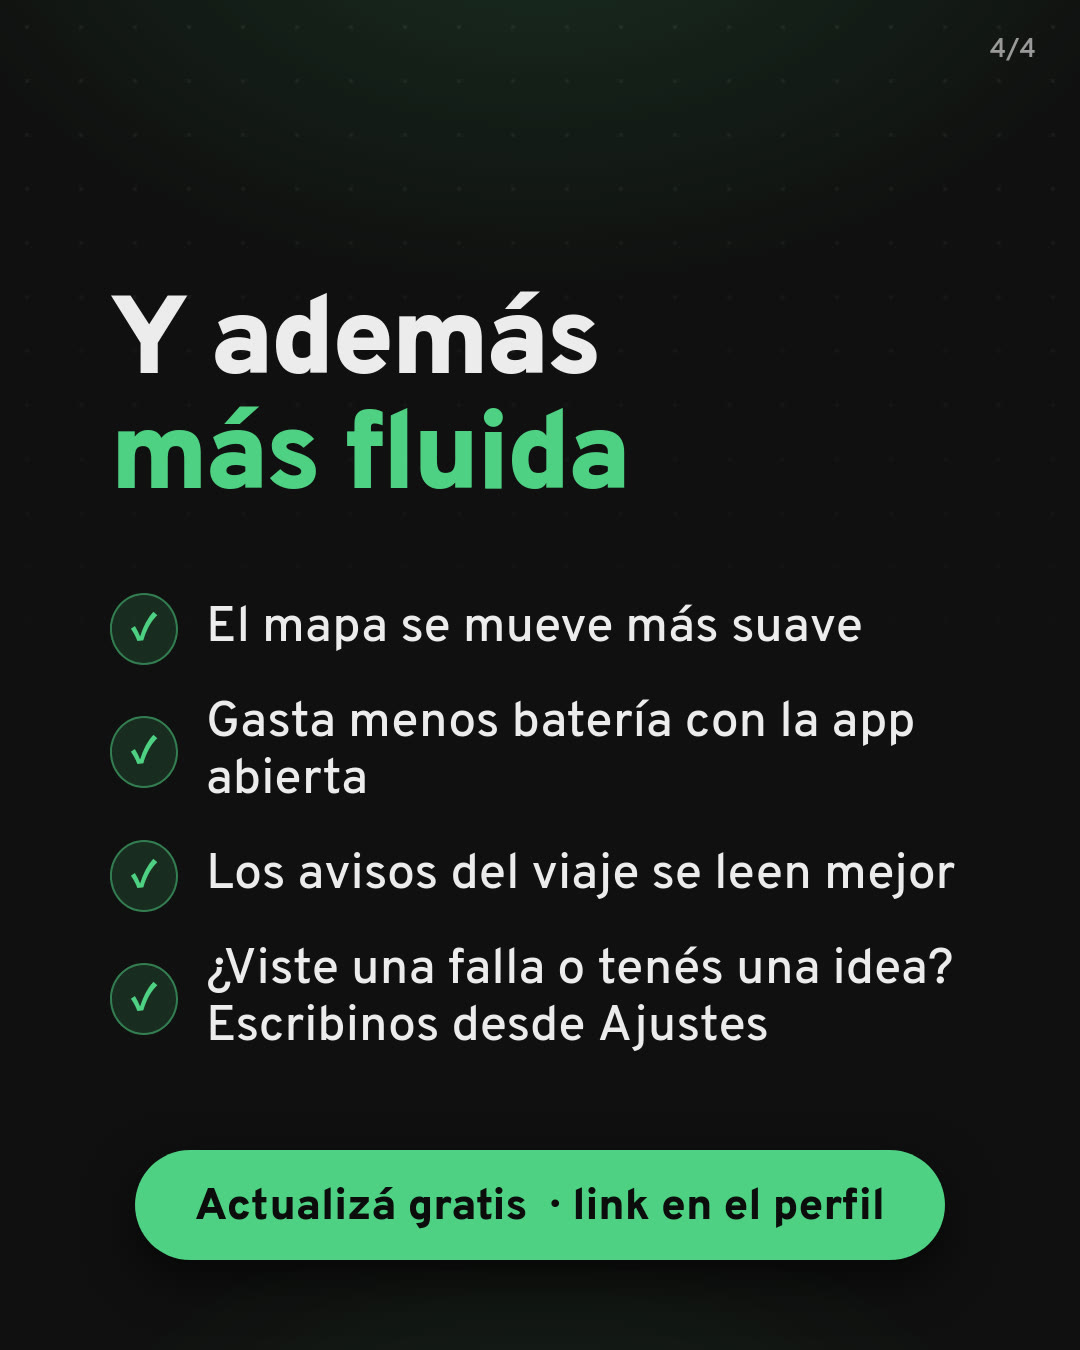 4/4
Y además
más fluida
✓ El mapa se mueve más suave
✓ Gasta menos batería con la app
abierta
✓ Los avisos del viaje se leen mejor
✓ ¿Viste una falla o tenés una idea?
Escribinos desde Ajustes
Actualizá gratis · link en el perfil